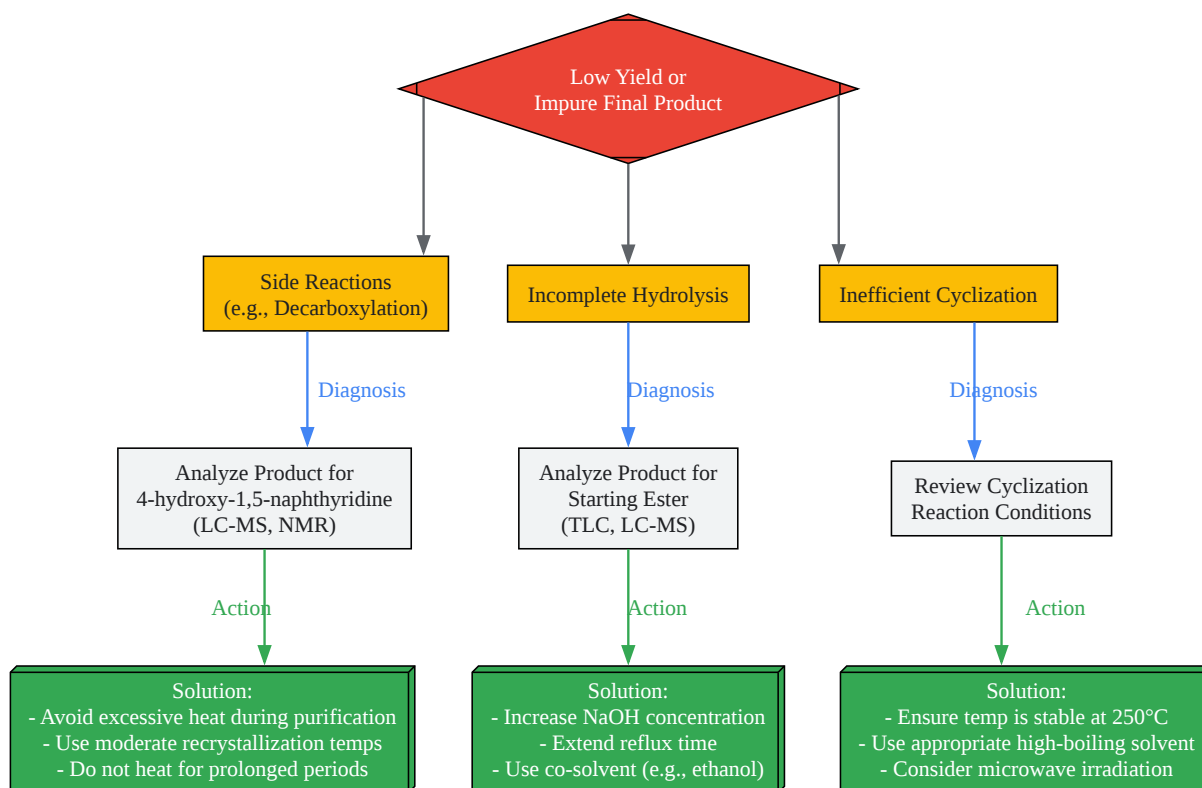 Low Yield or
Impure Final Product
Side Reactions
(e.g., Decarboxylation)
Incomplete Hydrolysis
Inefficient Cyclization
Diagnosis
Diagnosis
Diagnosis
Analyze Product for
4-hydroxy-1,5-naphthyridine
(LC-MS, NMR)
Analyze Product for
Starting Ester
(TLC, LC-MS)
Review Cyclization
Reaction Conditions
Action
Action
Action
Solution:
- Avoid excessive heat during purification
- Use moderate recrystallization temps
- Do not heat for prolonged periods
Solution:
- Increase NaOH concentration
- Extend reflux time
- Use co-solvent (e.g., ethanol)
Solution:
- Ensure temp is stable at 250°C
- Use appropriate high-boiling solvent
- Consider microwave irradiation